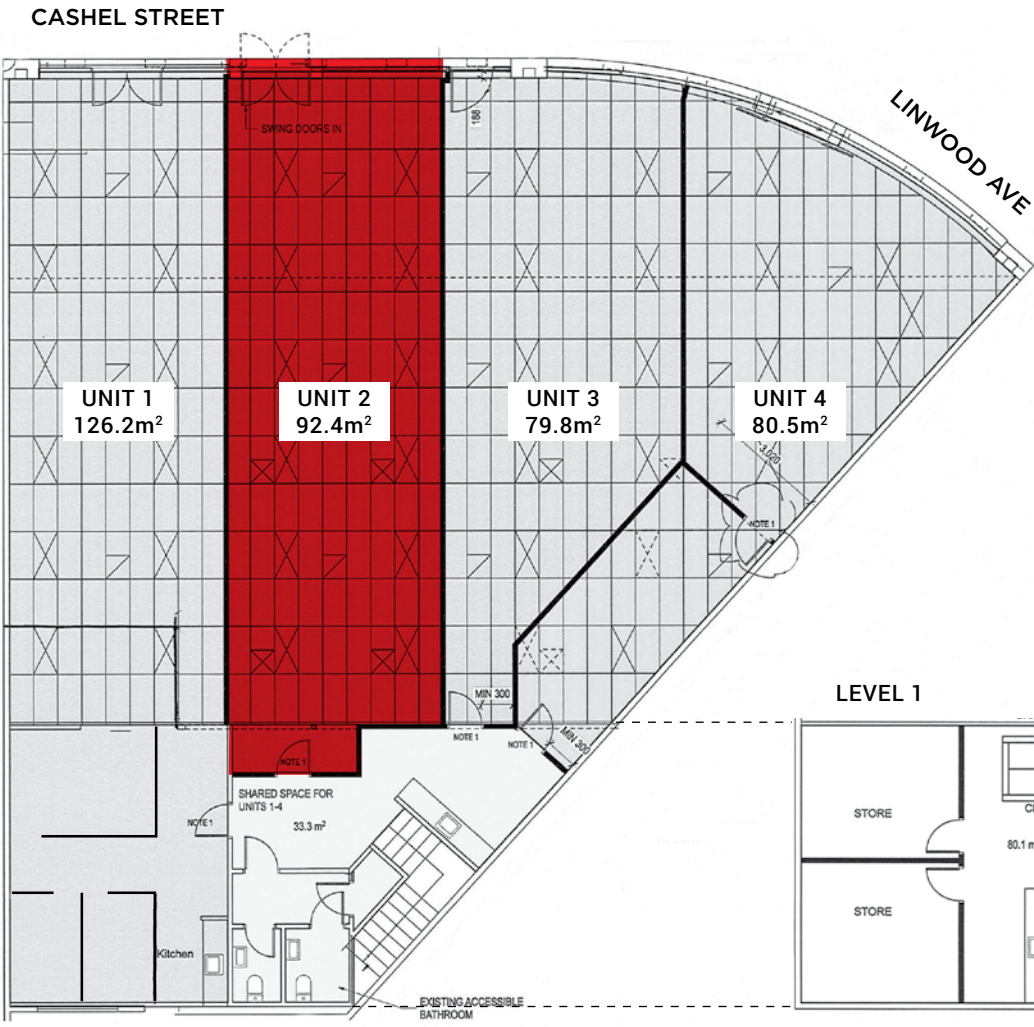 CASHEL STREET
LINWOOD AVE
SWING DOORS IN
188
UNIT 1
126.2m²
UNIT 2
92.4m²
UNIT 3
79.8m²
UNIT 4
80.5m²
3.020
NOTE 1
MIN 300
NOTE 1
NOTE 1
MIN 300
NOTE 1
SHARED SPACE FOR
UNITS 1-4
33.3 m²
NOTE 1
Kitchen
EXISTING ACCESSIBLE
BATHROOM
LEVEL 1
STORE
80.1 m
STORE